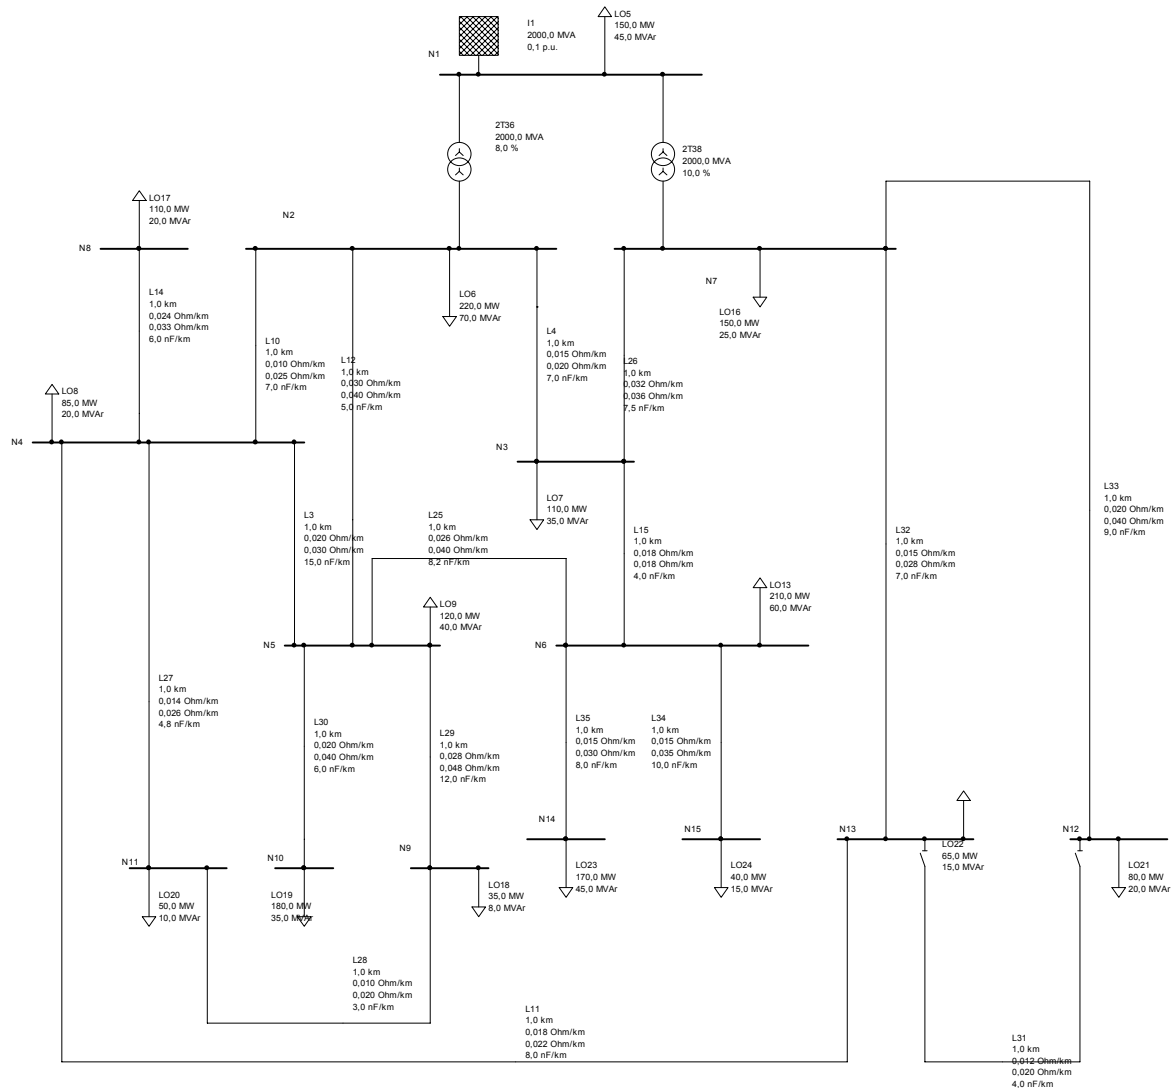 I1
2000,0 MVA
0,1 p.u.
LO5
150,0 MW
45,0 MVAr
N1
2T36
2000,0 MVA
8,0 %
2T38
2000,0 MVA
10,0 %
LO17
110,0 MW
20,0 MVAr
N2
N8
N7
L14
1,0 km
0,024 Ohm/km
0,033 Ohm/km
6,0 nF/km
LO6
220,0 MW
70,0 MVAr
LO16
150,0 MW
25,0 MVAr
L10
1,0 km
0,010 Ohm/km
0,025 Ohm/km
7,0 nF/km
L12
1,0 km
0,030 Ohm/km
0,040 Ohm/km
5,0 nF/km
L4
1,0 km
0,015 Ohm/km
0,020 Ohm/km
7,0 nF/km
L26
1,0 km
0,032 Ohm/km
0,036 Ohm/km
7,5 nF/km
LO8
85,0 MW
20,0 MVAr
N4
N3
LO7
110,0 MW
35,0 MVAr
L3
1,0 km
0,020 Ohm/km
0,030 Ohm/km
15,0 nF/km
L25
1,0 km
0,026 Ohm/km
0,040 Ohm/km
8,2 nF/km
L15
1,0 km
0,018 Ohm/km
0,018 Ohm/km
4,0 nF/km
L32
1,0 km
0,015 Ohm/km
0,028 Ohm/km
7,0 nF/km
L33
1,0 km
0,020 Ohm/km
0,040 Ohm/km
9,0 nF/km
LO9
120,0 MW
40,0 MVAr
LO13
210,0 MW
60,0 MVAr
N5
N6
L27
1,0 km
0,014 Ohm/km
0,026 Ohm/km
4,8 nF/km
L30
1,0 km
0,020 Ohm/km
0,040 Ohm/km
6,0 nF/km
L29
1,0 km
0,028 Ohm/km
0,048 Ohm/km
12,0 nF/km
L35
1,0 km
0,015 Ohm/km
0,030 Ohm/km
8,0 nF/km
L34
1,0 km
0,015 Ohm/km
0,035 Ohm/km
10,0 nF/km
N14
N15
N13
N12
LO22
65,0 MW
15,0 MVAr
N11
N10
N9
LO20
50,0 MW
10,0 MVAr
LO19
180,0 MW
35,0 MVAr
LO18
35,0 MW
8,0 MVAr
LO23
170,0 MW
45,0 MVAr
LO24
40,0 MW
15,0 MVAr
LO21
80,0 MW
20,0 MVAr
L28
1,0 km
0,010 Ohm/km
0,020 Ohm/km
3,0 nF/km
L11
1,0 km
0,018 Ohm/km
0,022 Ohm/km
8,0 nF/km
L31
1,0 km
0,012 Ohm/km
0,020 Ohm/km
4,0 nF/km